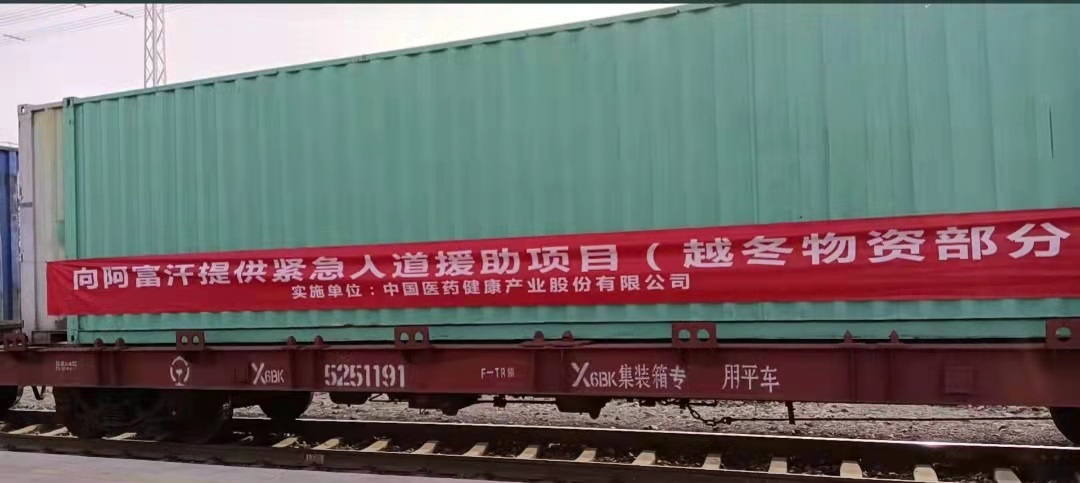 向阿富汗提供紧急人道援助项目（越冬物资部分
实施单位：中国医药健康产业股份有限公司
X6BK
5251191
X6BK集装箱专 用平车